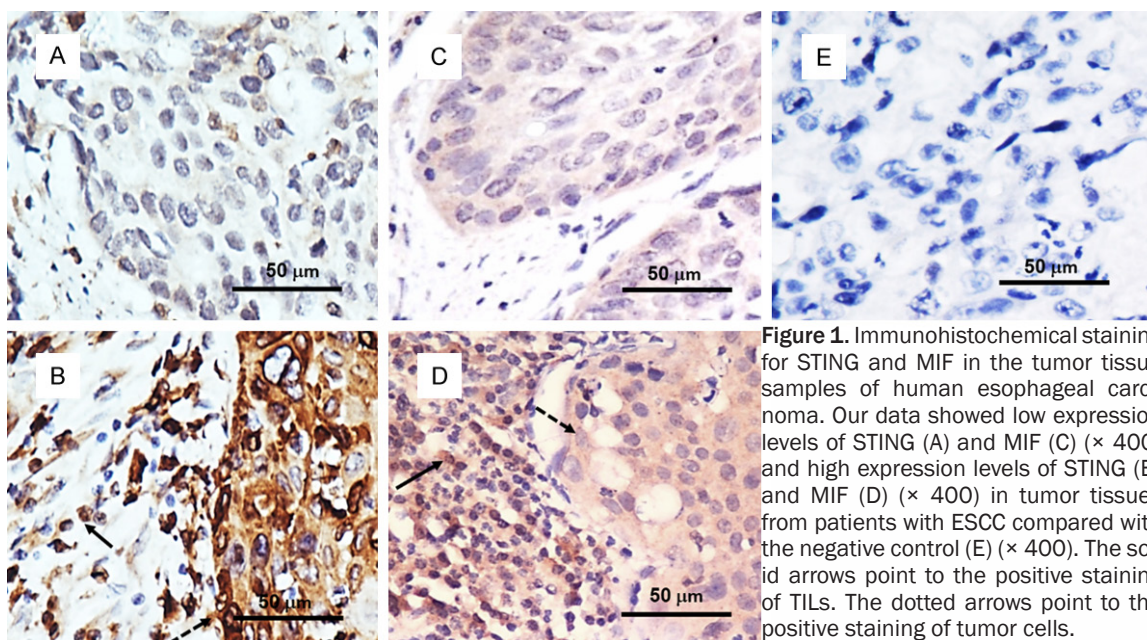 A
50 μm
C
50 μm
E
50 μm
B
50 μm
D
50 μm
Figure 1. Immunohistochemical stainin
for STING and MIF in the tumor tissu
samples of human esophageal carc
noma. Our data showed low expressio
levels of STING (A) and MIF (C) (× 400
and high expression levels of STING (B
and MIF (D) (× 400) in tumor tissue
from patients with ESCC compared wit
the negative control (E) (× 400). The so
id arrows point to the positive stainin
of TILs. The dotted arrows point to th
positive staining of tumor cells.